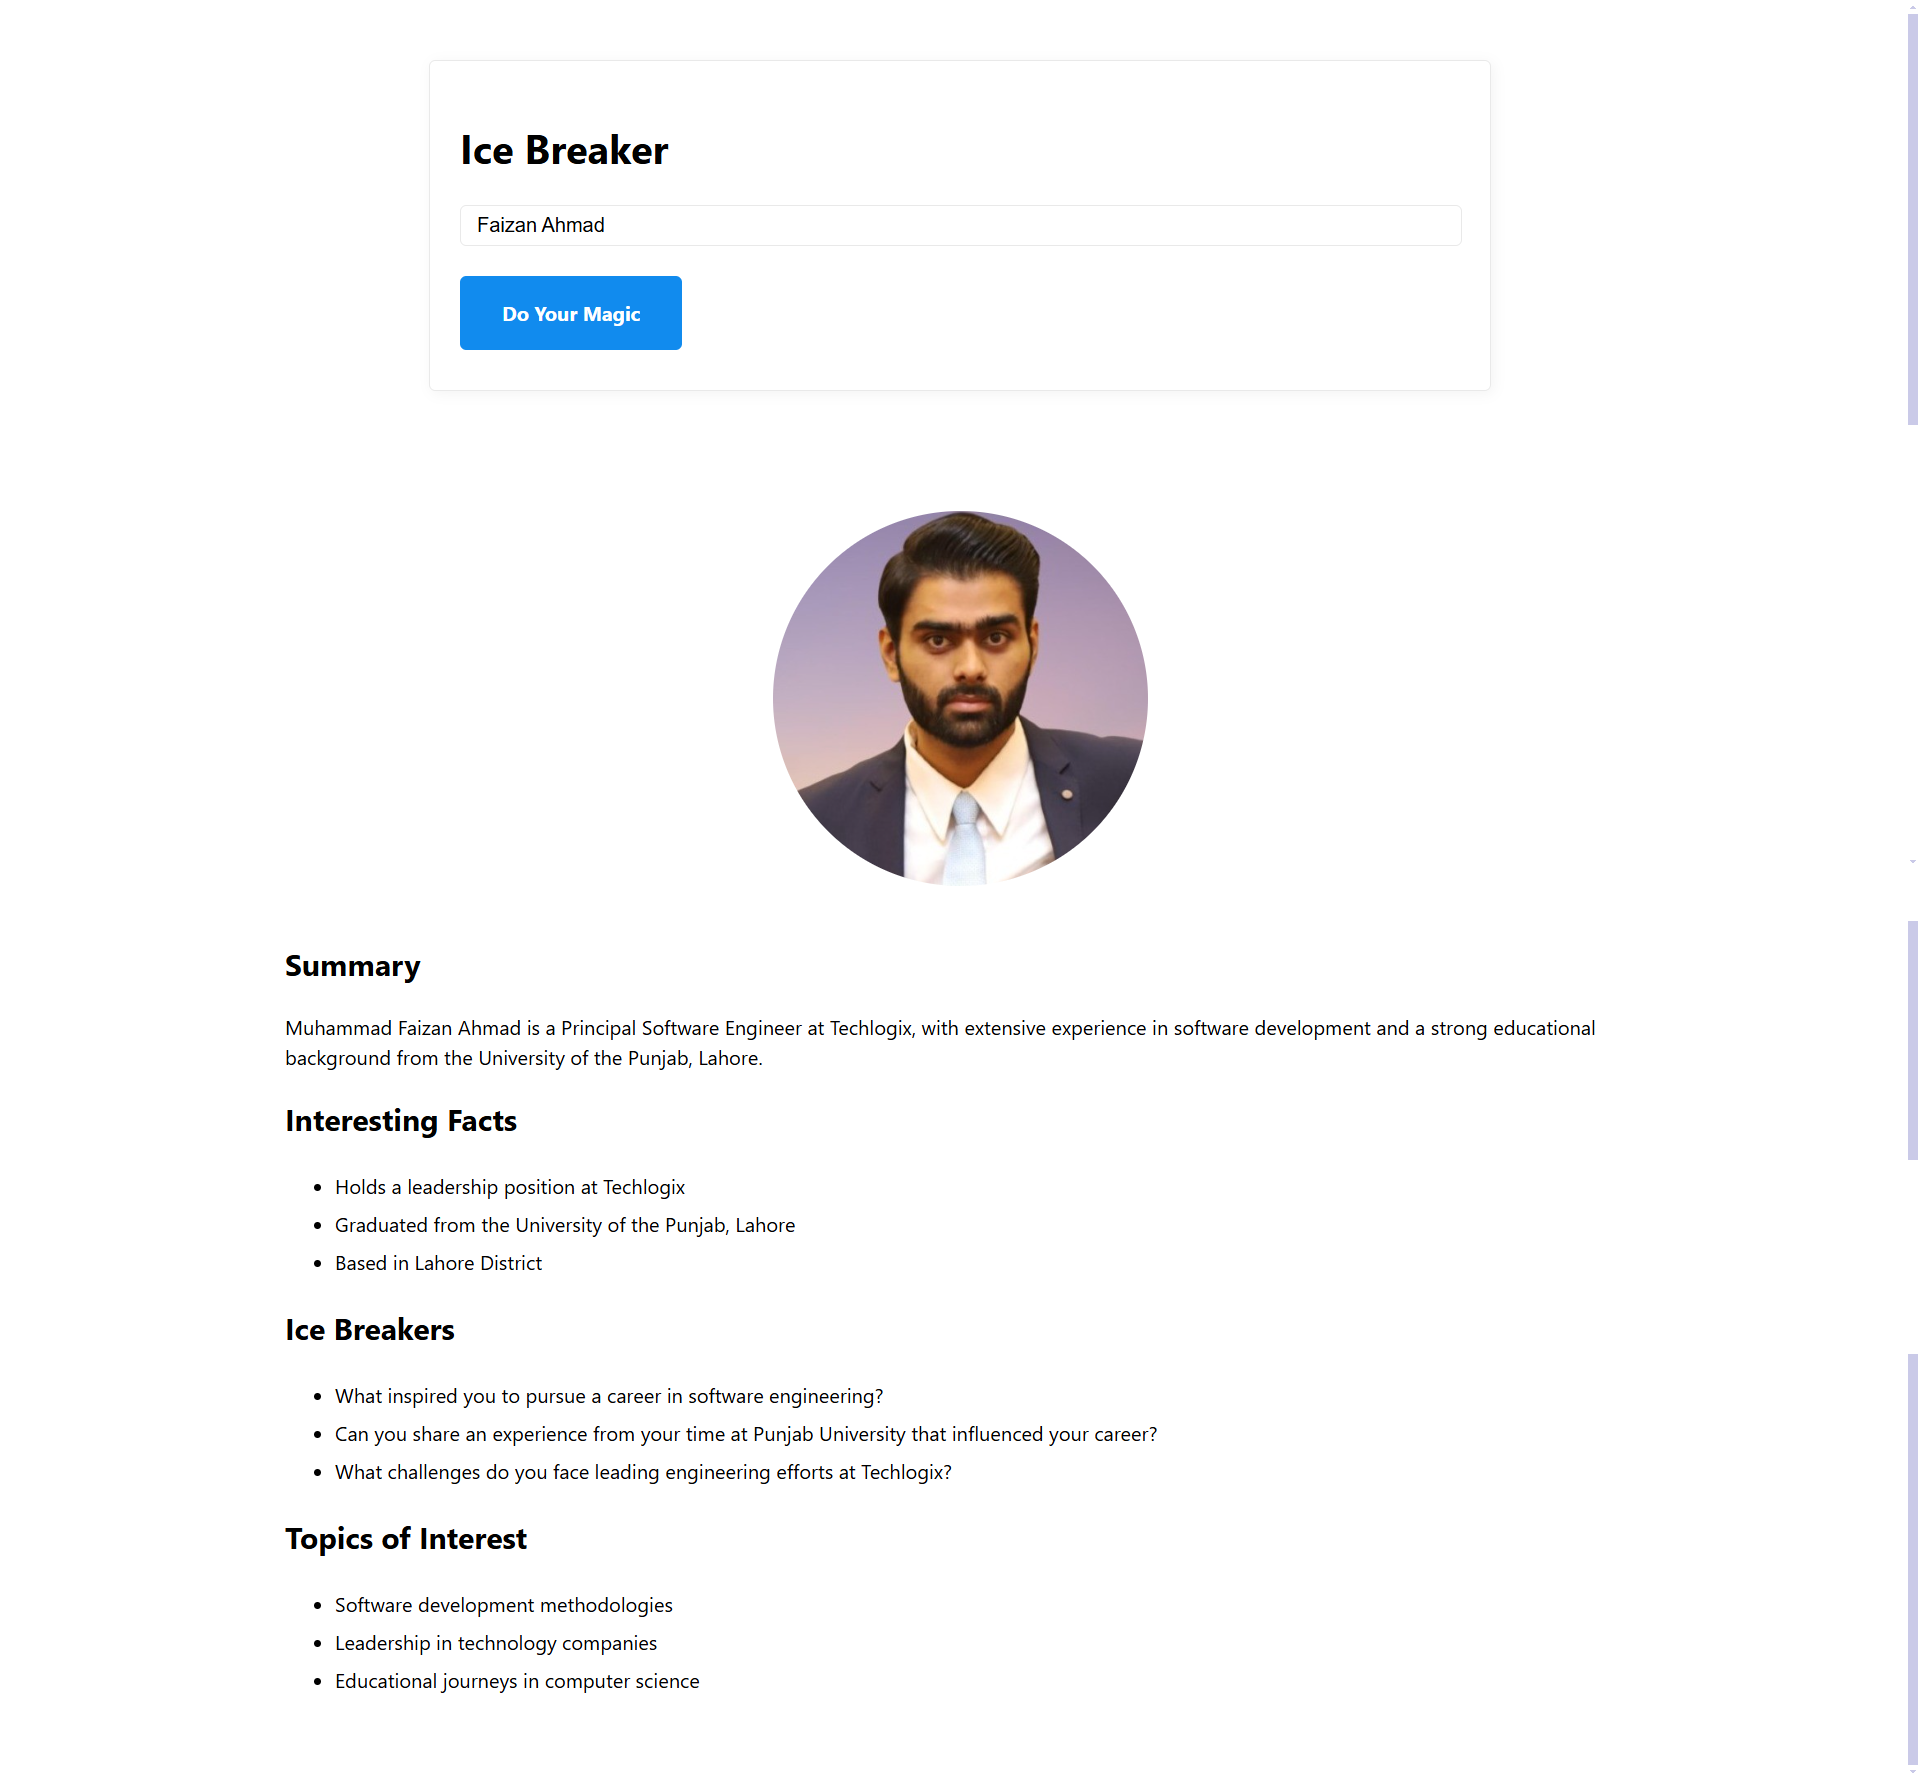 Ice Breaker
Faizan Ahmad
Do Your Magic
Summary
Muhammad Faizan Ahmad is a Principal Software Engineer at Techlogix, with extensive experience in software development and a strong educational
background from the University of the Punjab, Lahore.
Interesting Facts
• Holds a leadership position at Techlogix
• Graduated from the University of the Punjab, Lahore
• Based in Lahore District
Ice Breakers
• What inspired you to pursue a career in software engineering?
• Can you share an experience from your time at Punjab University that influenced your career?
• What challenges do you face leading engineering efforts at Techlogix?
Topics of Interest
• Software development methodologies
• Leadership in technology companies
• Educational journeys in computer science